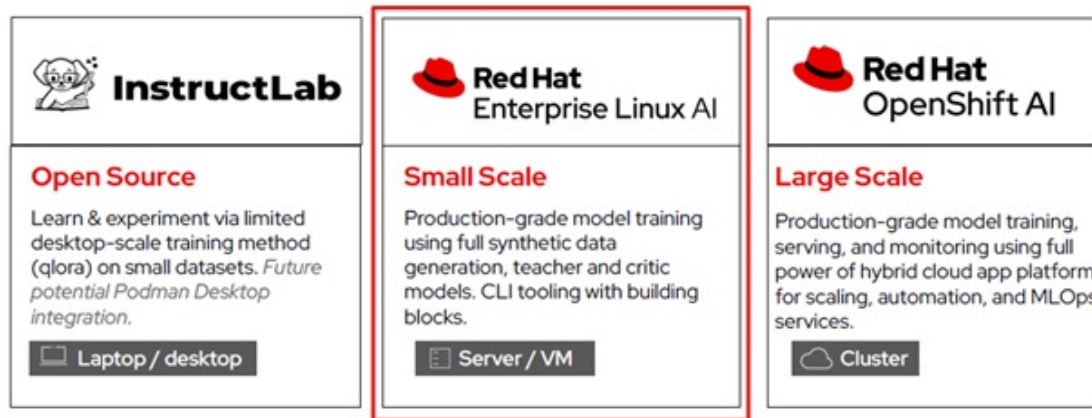 InstructLab
Open Source
Learn & experiment via limited
desktop-scale training method
(qlora) on small datasets. Future
potential Podman Desktop
integration.
Laptop / desktop
Red Hat
Enterprise Linux AI
Small Scale
Production-grade model training
using full synthetic data
generation, teacher and critic
models. CLI tooling with building
blocks.
Server / VM
Red Hat
OpenShift AI
Large Scale
Production-grade model training,
serving, and monitoring using full
power of hybrid cloud app platform
for scaling, automation, and MLOps
services.
Cluster